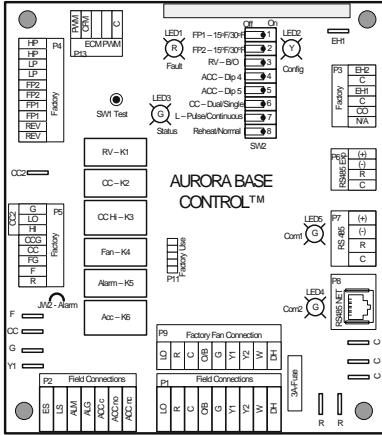 PWM
CFM
C
ECM PWM
P13
LED1
R
Fault
Off On
FP1 – 15ºF/30ºF 1
FP2 – 15ºF/30ºF 2
RV – B/O 3
ACC – Dip 4 4
ACC – Dip 5 5
CC – Dual/Single 6
L – Pulse/Continuous 7
Reheat/Normal 8
SW2
LED2
Y
Config
EH1
HP
HP
LP
LP
FP2
FP2
FP1
FP1
REV
REV
P4
Factory
SW1 Test
LED3
G
Status
P3
Factory
EH2
C
EH1
C
CO
N/A
CC2
RV – K1
CC – K2
CC Hi – K3
Fan – K4
Alarm – K5
Acc – K6
AURORA BASE
CONTROL™
P6
RS485 Exp
(+)
(-)
R
C
CC2
G
LO
HI
CCG
CC
FG
F
R
P5
Factory
P11
Factory Use
LED5
Com1
G
P7
RS 485
(+)
(-)
R
C
JW2 - Alarm
LED4
Com2
G
P8
RS485 NET
F
CC
G
Y1
P9 Factory Fan Connection
LO R C O/B G Y1 Y2 W DH
P2 Field Connections
ES LS ALM ALG ACC c ACC no ACC nc
P1 Field Connections
LO R C O/B G Y1 Y2 W DH
3A-Fuse
C
C
C
R R